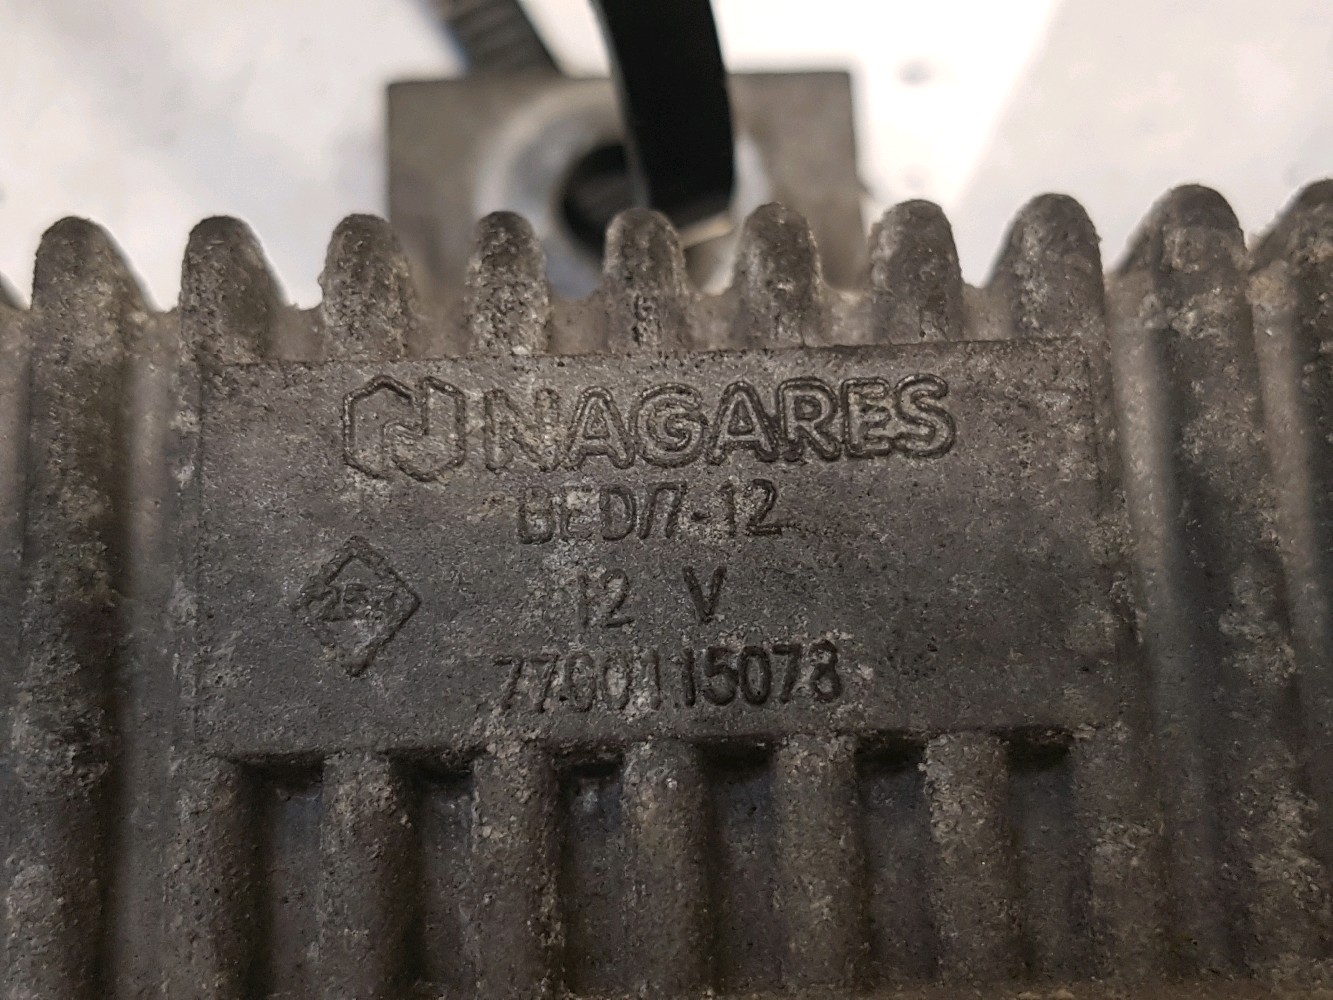 NAGARES
BED/7-12
12 V
7700115078